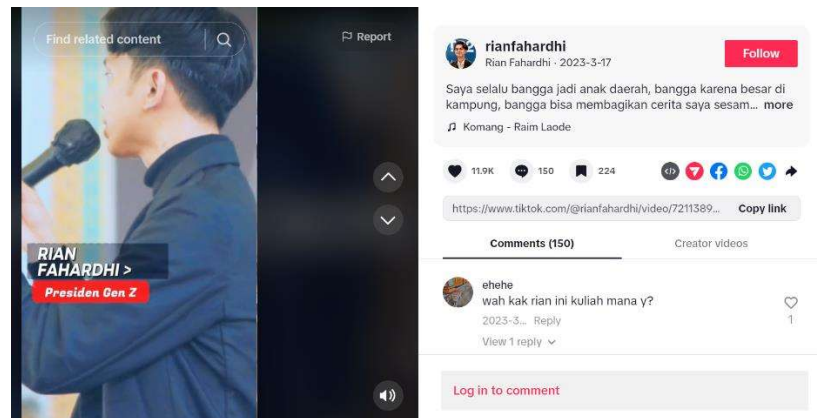 Find related content
Report
RIAN
FAHARDHI >
Presiden Gen Z
rianfahardhi
Rian Fahardhi · 2023-3-17
Follow
Saya selalu bangga jadi anak daerah, bangga karena besar di
kampung, bangga bisa membagikan cerita saya sesam... more
Komang - Raim Laode
11.9K 150 224
https://www.tiktok.com/@rianfahardhi/video/7211389... Copy link
Comments (150) Creator videos
ehehe
wah kak rian ini kuliah mana y?
2023-3... Reply 1
View 1 reply
Log in to comment